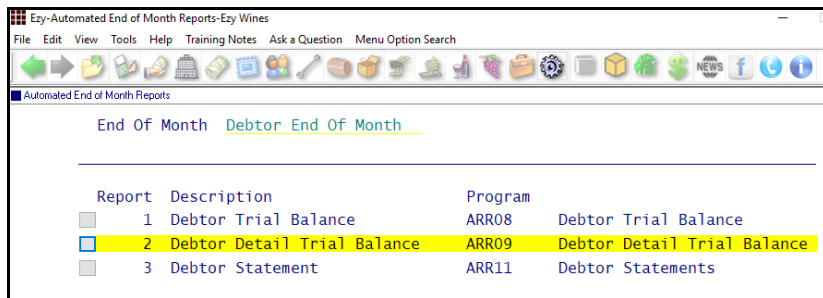 Ezy-Automated End of Month Reports-Ezy Wines
File Edit View Tools Help Training Notes Ask a Question Menu Option Search
NEWS f i
Automated End of Month Reports
End Of Month Debtor End Of Month
Report Description Program
1 Debtor Trial Balance ARR08 Debtor Trial Balance
2 Debtor Detail Trial Balance ARR09 Debtor Detail Trial Balance
3 Debtor Statement ARR11 Debtor Statements